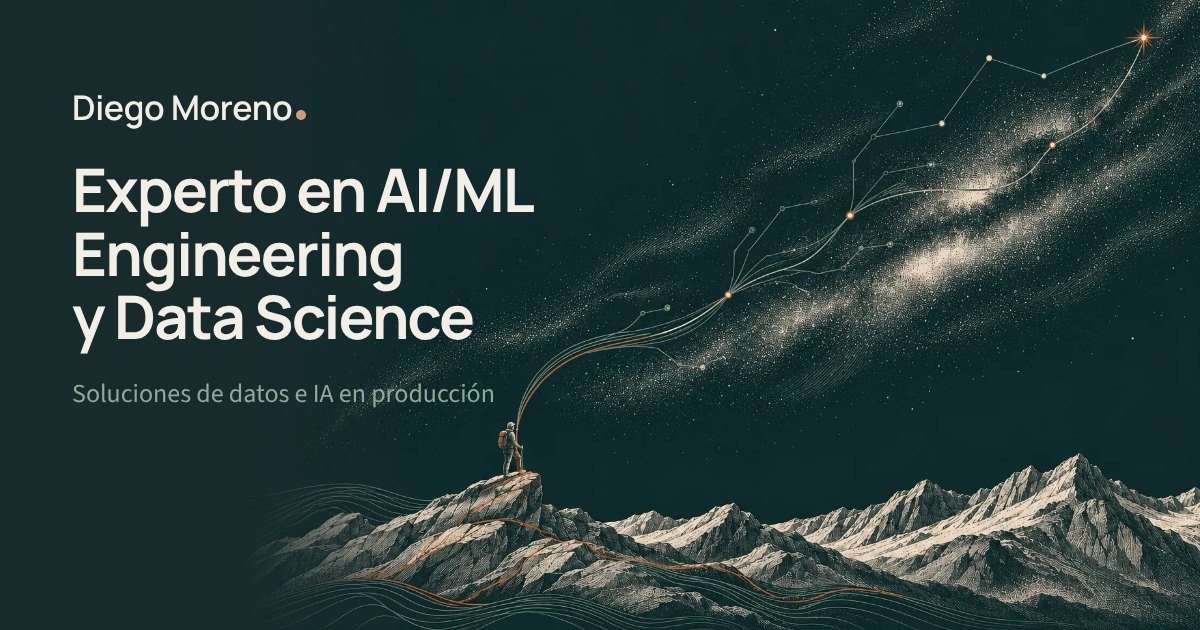 Diego Moreno.
Experto en AI/ML
Engineering
y Data Science
Soluciones de datos e IA en producción